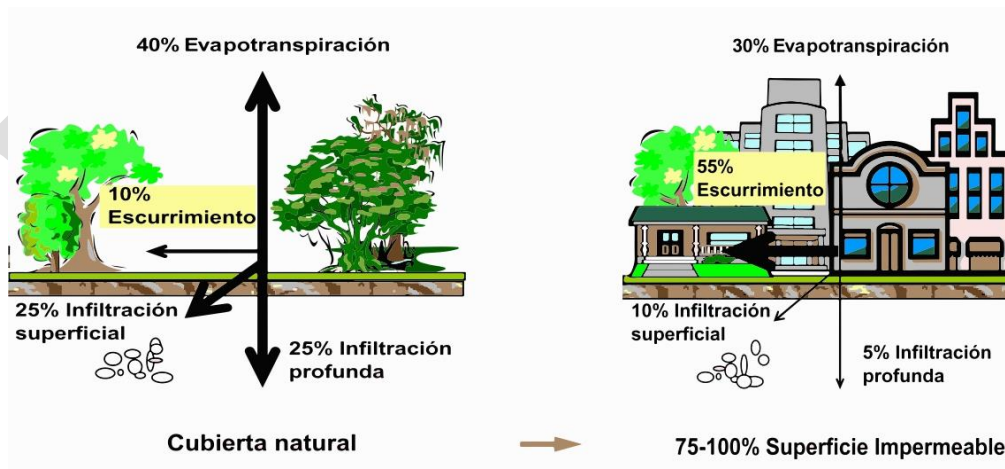 40% Evapotranspiración
10%
Escurrimiento
25% Infiltración
superficial
25% Infiltración
profunda
Cubierta natural
30% Evapotranspiración
55%
Escurrimiento
10% Infiltración
superficial
5% Infiltración
profunda
75-100% Superficie Impermeable